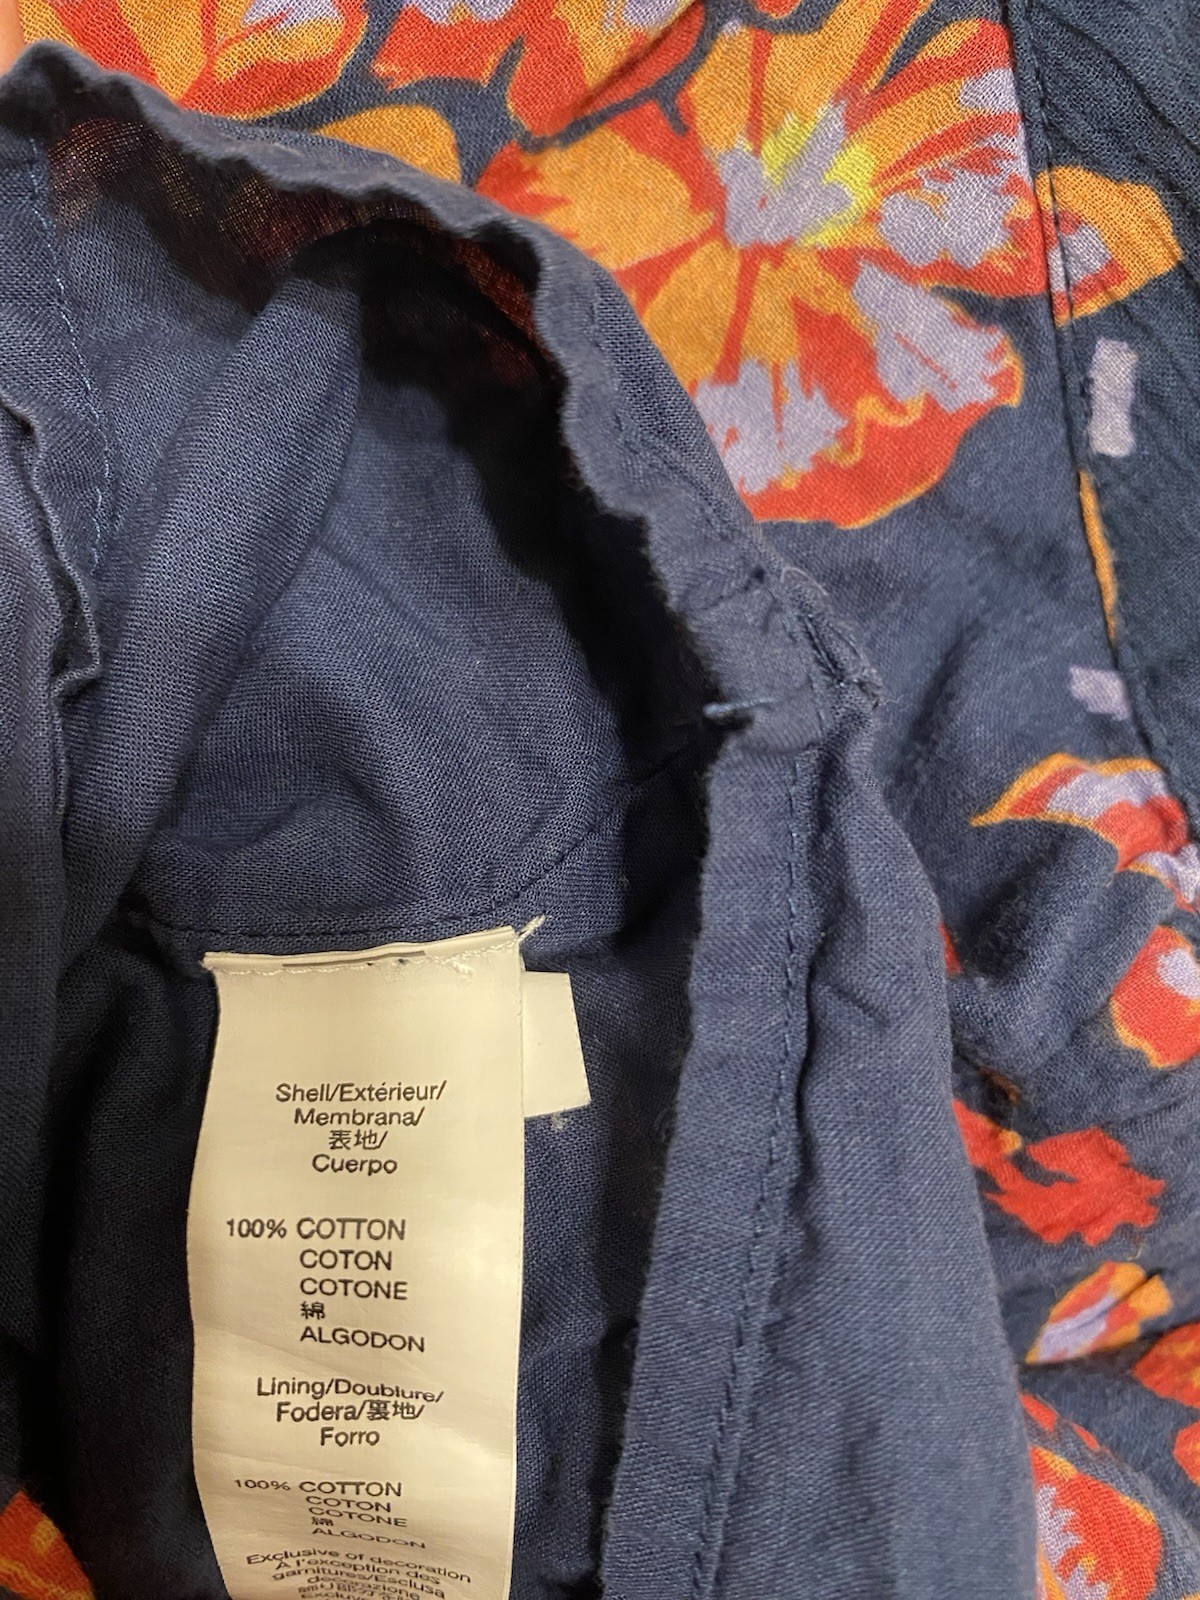 Shell/Extérieur/
Membrana/
表地/
Cuerpo
100% COTTON
COTON
COTONE
綿
ALGODON
Lining/Doublure/
Fodera/裏地/
Forro
100% COTTON
COTON
COTONE
綿
ALGODON
Exclusive of decoration
À l'exception des
garnitures/Esclusa
decorazione